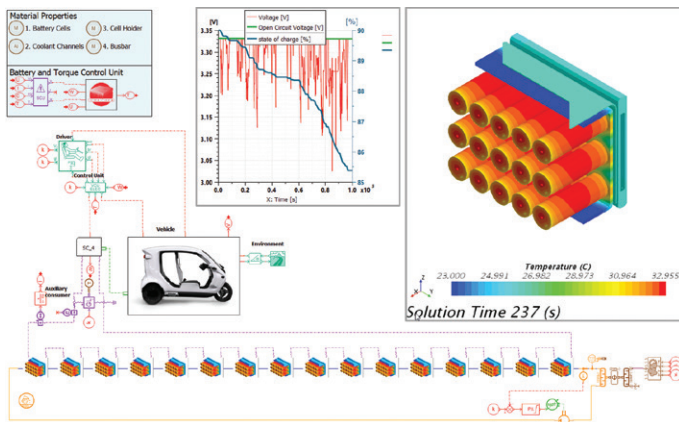 Material Properties
1. Battery Cells
3. Cell Holder
2. Coolant Channels
4. Busbar
Battery and Torque Control Unit
Driver
Control Unit
SC_4
Auxiliary
consumer
Vehicle
Environment
[V]
[%]
Voltage [V]
Open Circuit Voltage [V]
state of charge [%]
3.35
3.30
3.25
3.20
3.15
3.10
3.05
3.00
90
89
88
87
86
85
84
0.0
0.2
0.4
0.6
0.8
1.0
x10³
X: Time [s]
Temperature (C)
23.000
24.991
26.982
28.973
30.964
32.955
Z
Y
X
Solution Time 237 (s)